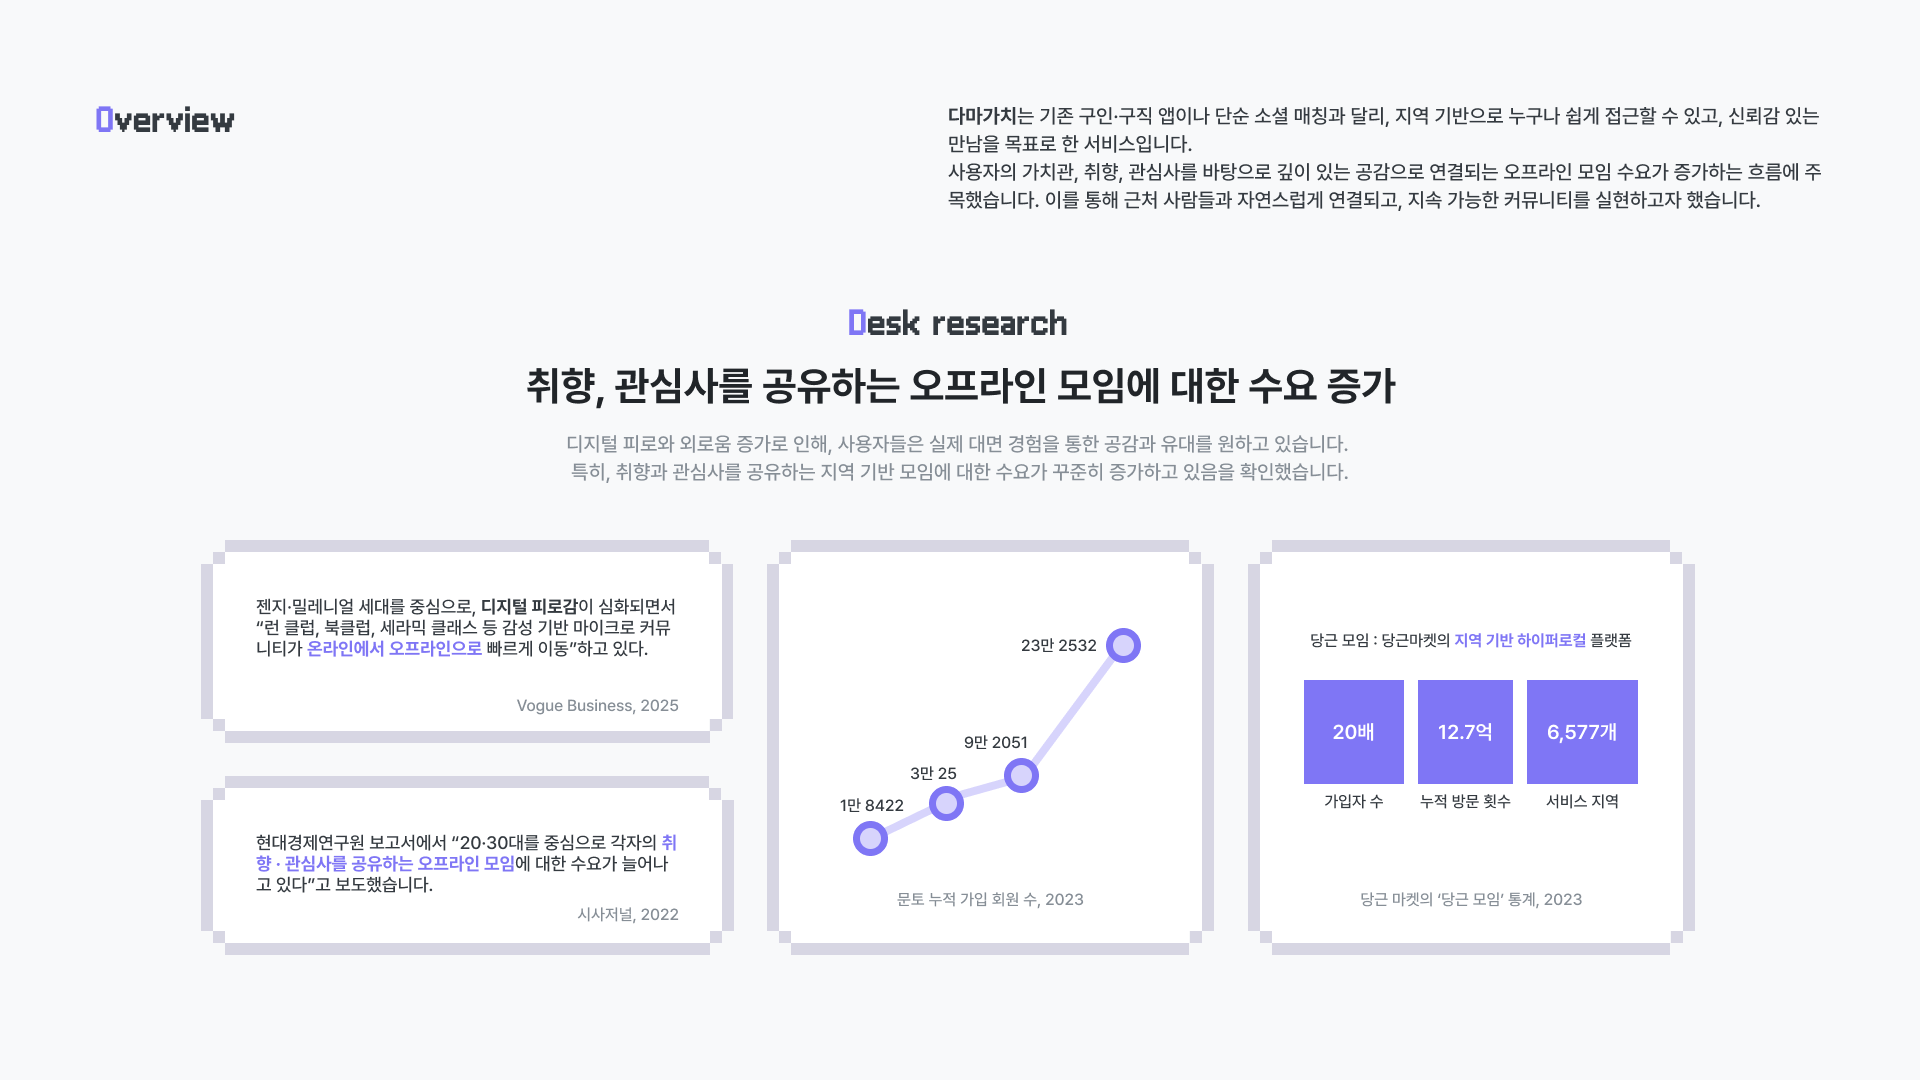 Overview
다마가치는 기존 구인·구직 앱이나 단순 소셜 매칭과 달리, 지역 기반으로 누구나 쉽게 접근할 수 있고, 신뢰감 있는
만남을 목표로 한 서비스입니다.
사용자의 가치관, 취향, 관심사를 바탕으로 깊이 있는 공감으로 연결되는 오프라인 모임 수요가 증가하는 흐름에 주
목했습니다. 이를 통해 근처 사람들과 자연스럽게 연결되고, 지속 가능한 커뮤니티를 실현하고자 했습니다.
Desk research
취향, 관심사를 공유하는 오프라인 모임에 대한 수요 증가
디지털 피로와 외로움 증가로 인해, 사용자들은 실제 대면 경험을 통한 공감과 유대를 원하고 있습니다.
특히, 취향과 관심사를 공유하는 지역 기반 모임에 대한 수요가 꾸준히 증가하고 있음을 확인했습니다.
젠지·밀레니얼 세대를 중심으로, 디지털 피로감이 심화되면서
“런 클럽, 북클럽, 세라믹 클래스 등 감성 기반 마이크로 커뮤
니티가 온라인에서 오프라인으로 빠르게 이동”하고 있다.
Vogue Business, 2025
현대경제연구원 보고서에서 “20·30대를 중심으로 각자의 취
향 · 관심사를 공유하는 오프라인 모임에 대한 수요가 늘어나
고 있다”고 보도했습니다.
시사저널, 2022
23만 2532
9만 2051
3만 25
1만 8422
문토 누적 가입 회원 수, 2023
당근 모임 : 당근마켓의 지역 기반 하이퍼로컬 플랫폼
20배
12.7억
6,577개
가입자 수
누적 방문 횟수
서비스 지역
당근 마켓의 ‘당근 모임’ 통계, 2023